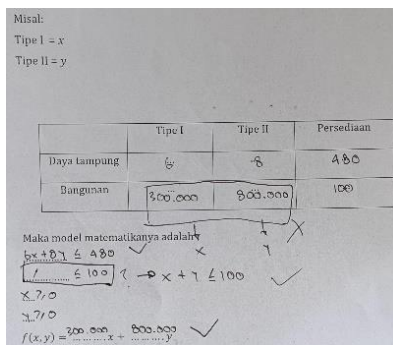 Misal:
Tipe I = x
Tipe II = y
Tipe I Tipe II Persediaan
Daya tampung 6 8 480
Bangunan 300.000 800.000 100
x y
Maka model matematikanya adalah
6x+8y ≤ 480 ✓
≤ 100 ? → x + y ≤ 100 ✓
x ≥ 0
y ≥ 0
f(x, y) = 300.000 x + 800.000 y ✓